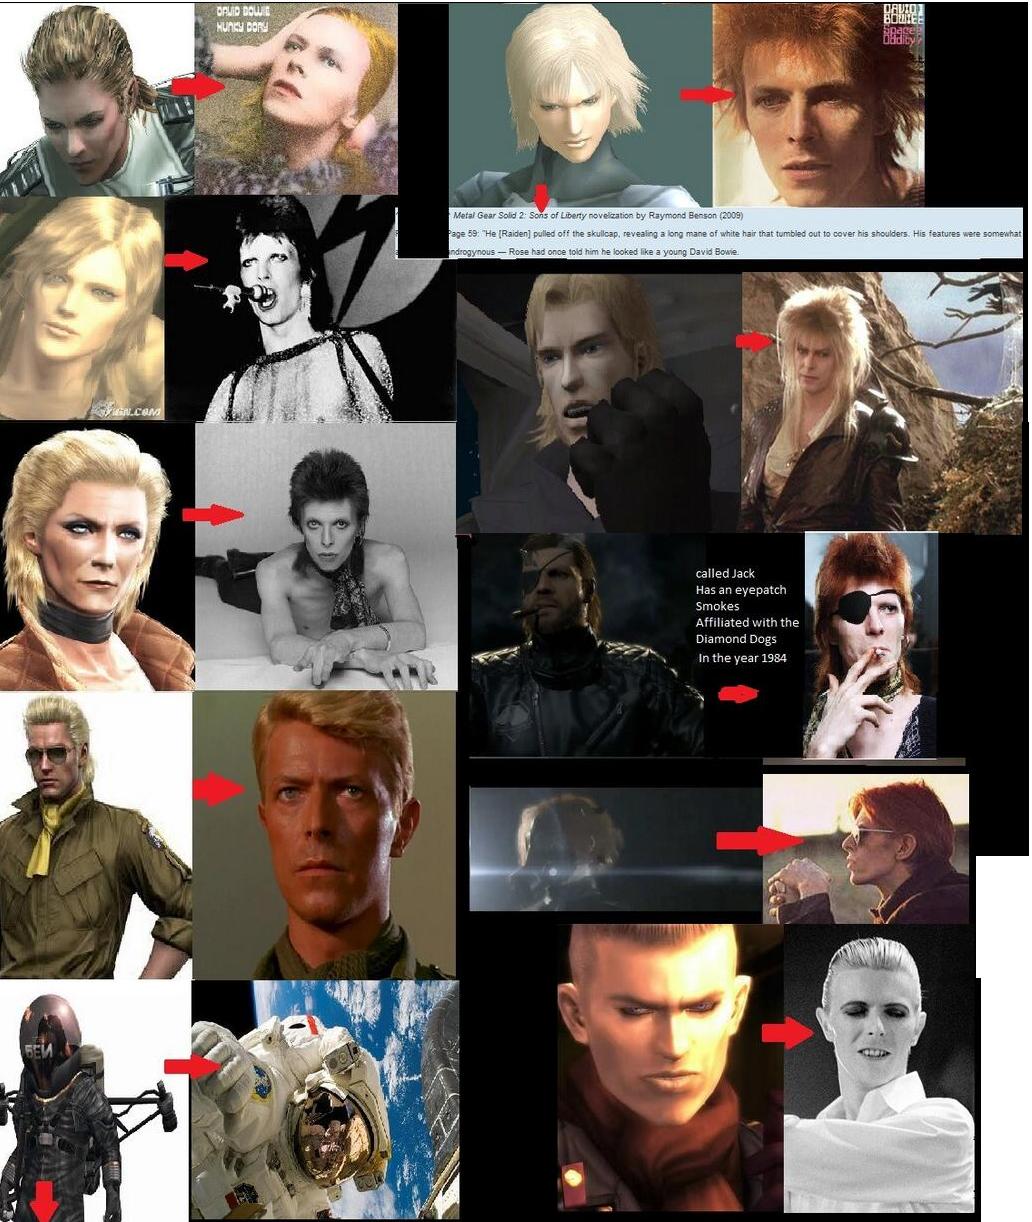 DAVID BOWIE
HUNKY DORY
DAVID
BOWIE
Space
Oddity
Metal Gear Solid 2: Sons of Liberty novelization by Raymond Benson (2009)
Page 59: "He [Raiden] pulled off the skullcap, revealing a long mane of white hair that tumbled out to cover his shoulders. His features were somewhat
ndrogynous — Rose had once told him he looked like a young David Bowie.
IGN.COM
called Jack
Has an eyepatch
Smokes
Affiliated with the
Diamond Dogs
In the year 1984